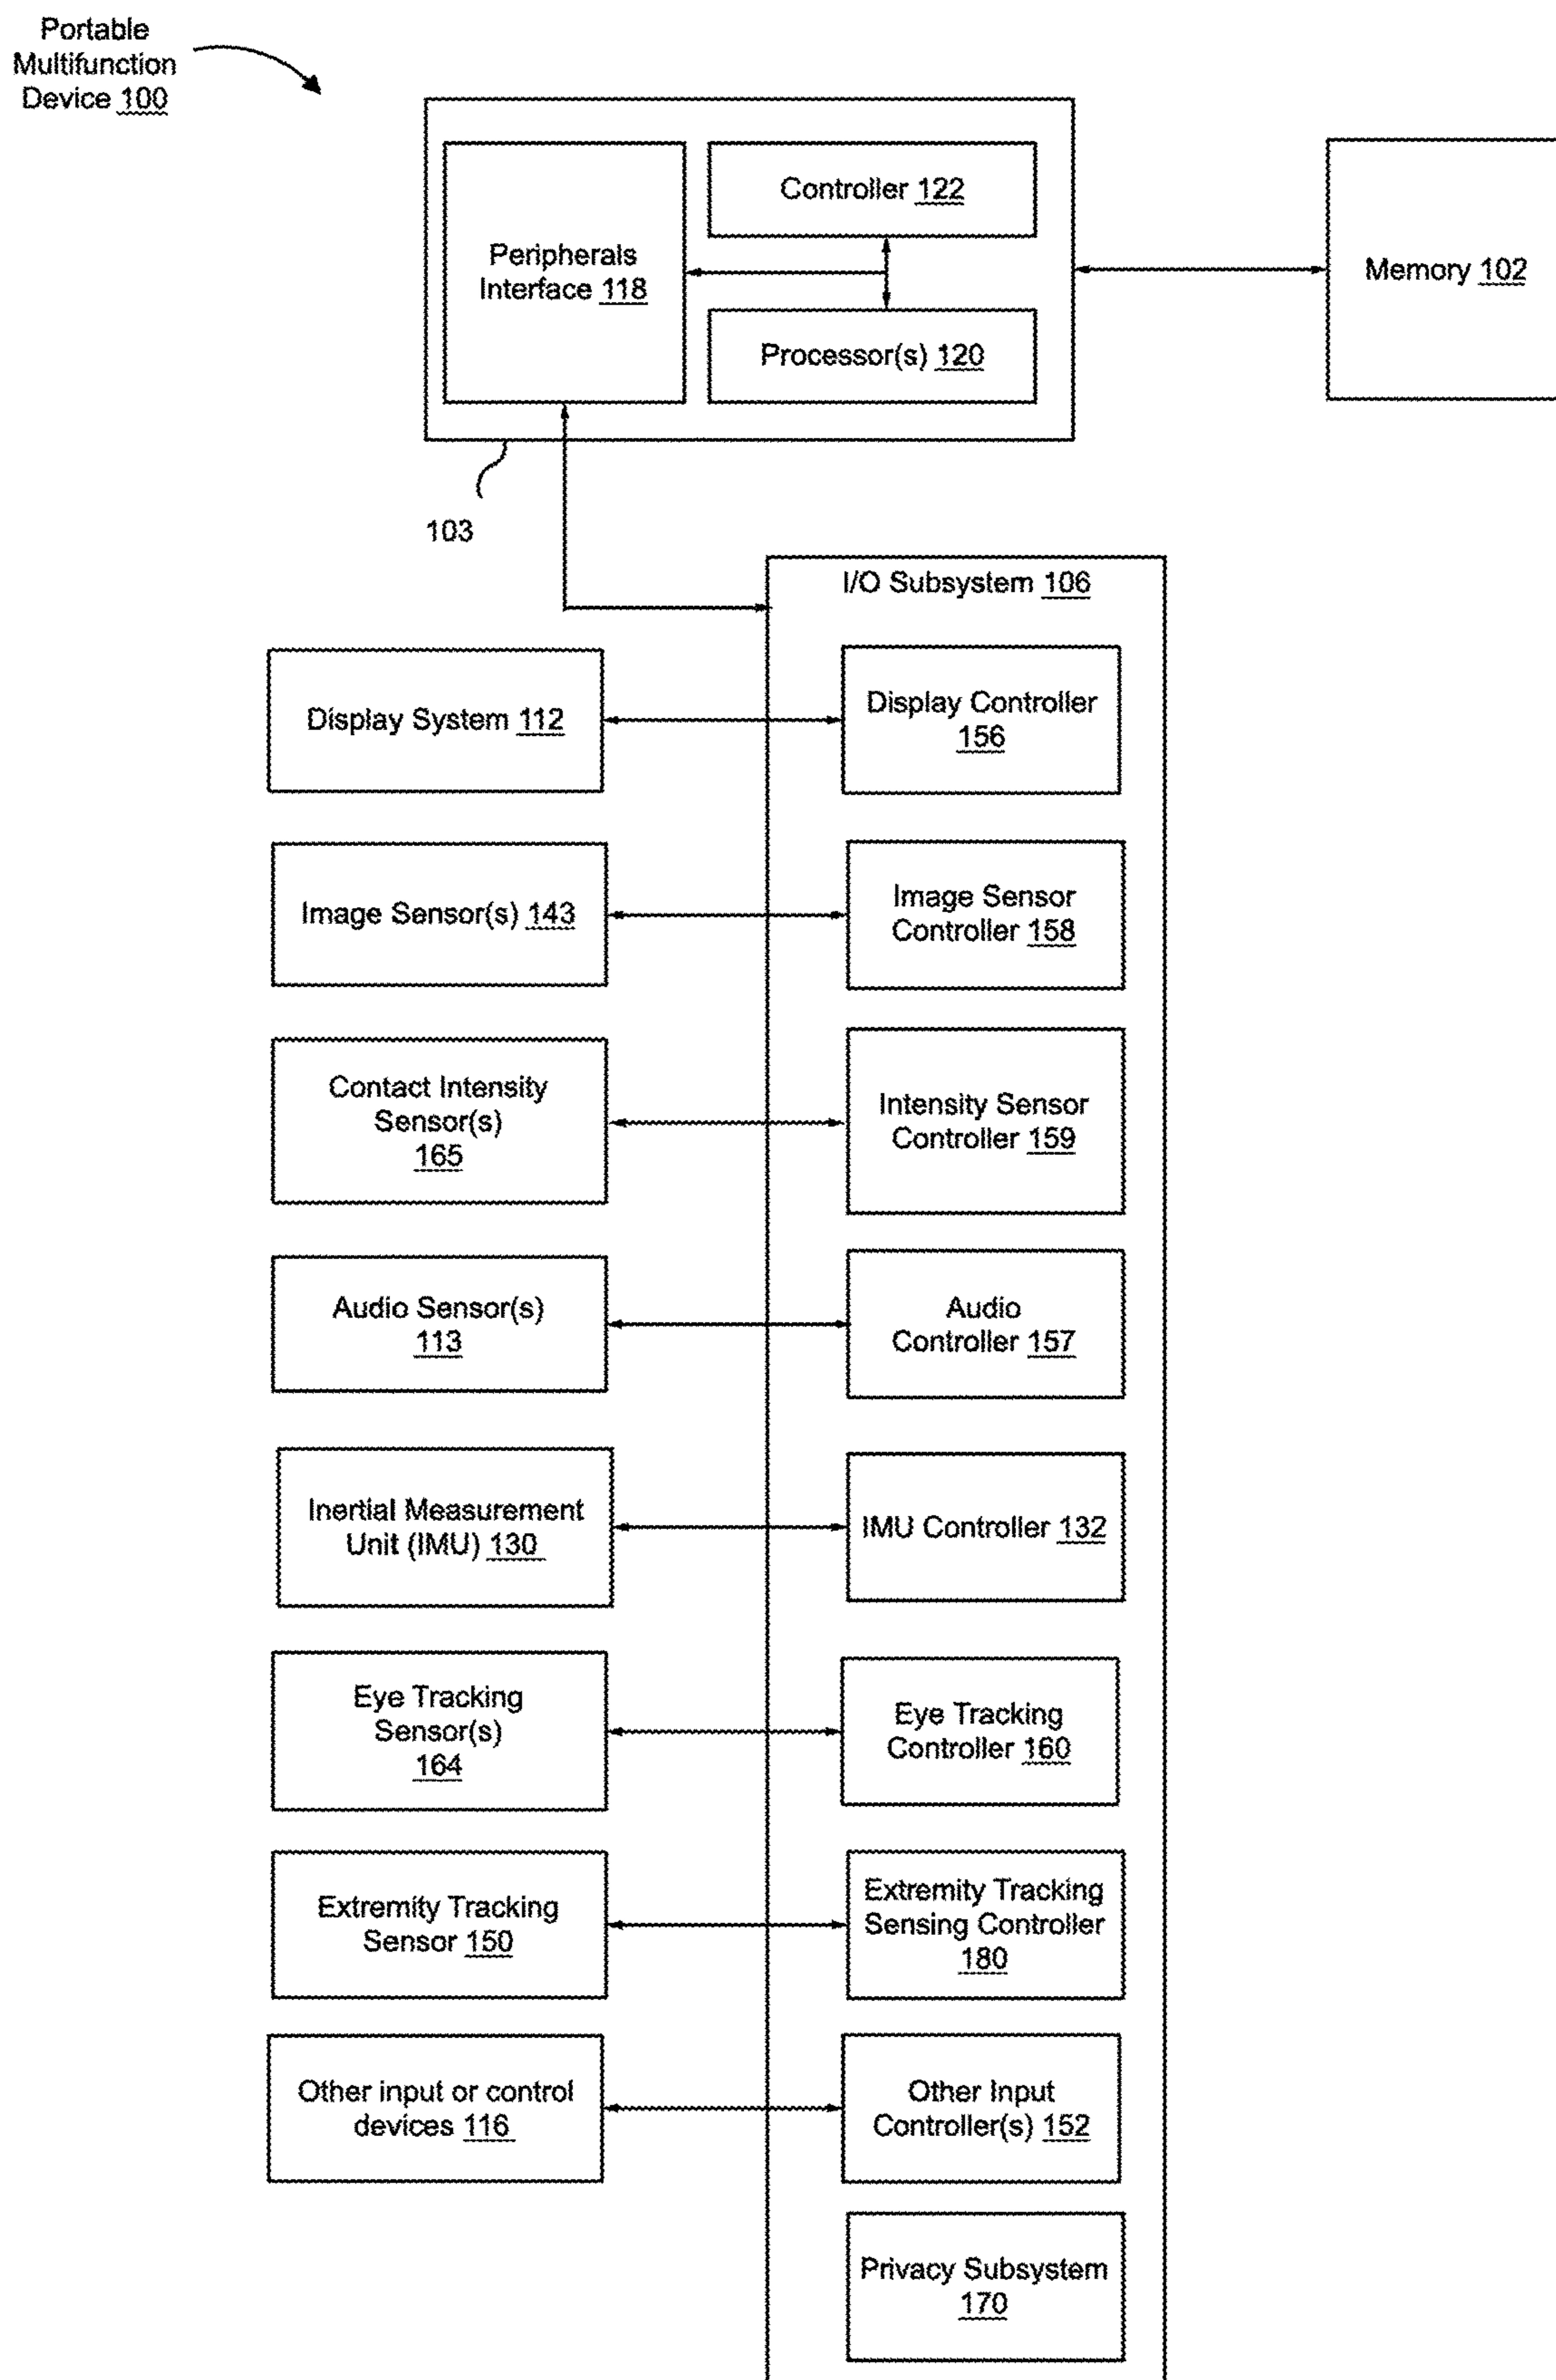 Portable
Multifunction
Device 100
Controller 122
Peripherals
Interface 118
Processor(s) 120
Memory 102
103
I/O Subsystem 106
Display System 112
Display Controller
156
Image Sensor(s) 143
Image Sensor
Controller 158
Contact Intensity
Sensor(s)
165
Intensity Sensor
Controller 159
Audio Sensor(s)
113
Audio
Controller 157
Inertial Measurement
Unit (IMU) 130
IMU Controller 132
Eye Tracking
Sensor(s)
164
Eye Tracking
Controller 160
Extremity Tracking
Sensor 150
Extremity Tracking
Sensing Controller
180
Other input or control
devices 116
Other Input
Controller(s) 152
Privacy Subsystem
170